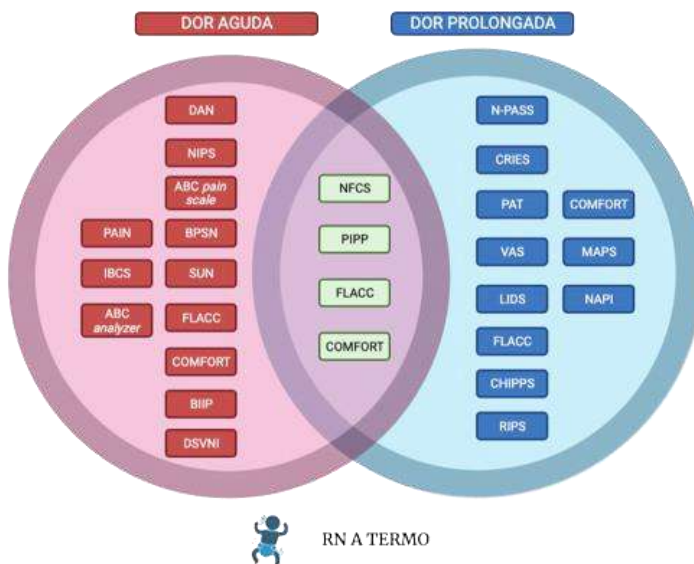 DOR AGUDA
DOR PROLONGADA
DAN
NIPS
ABC pain
scale
PAIN
BPSN
IBCS
SUN
ABC
analyzer
FLACC
COMFORT
BIIP
DSVNI
NFCS
PIPP
FLACC
COMFORT
N-PASS
CRIES
PAT
COMFORT
VAS
MAPS
LIDS
NAPI
FLACC
CHIPPS
RIPS
RN A TERMO